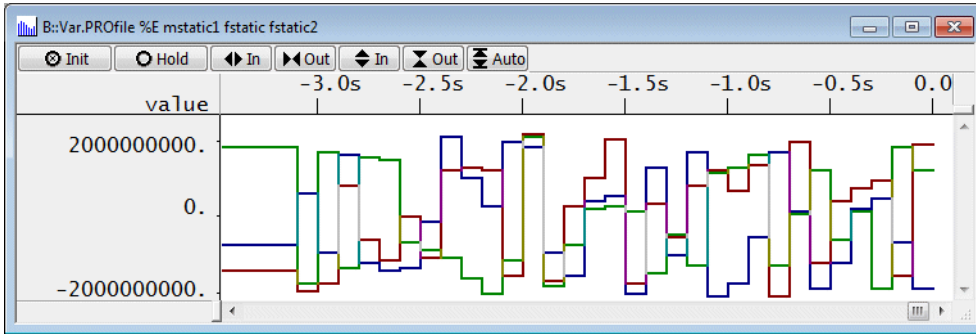 B::Var.PROfile %E mstatic1 fstatic fstatic2
Init Hold In Out In Out Auto
-3.0s -2.5s -2.0s -1.5s -1.0s -0.5s 0.0
value
2000000000.
0.
-2000000000.